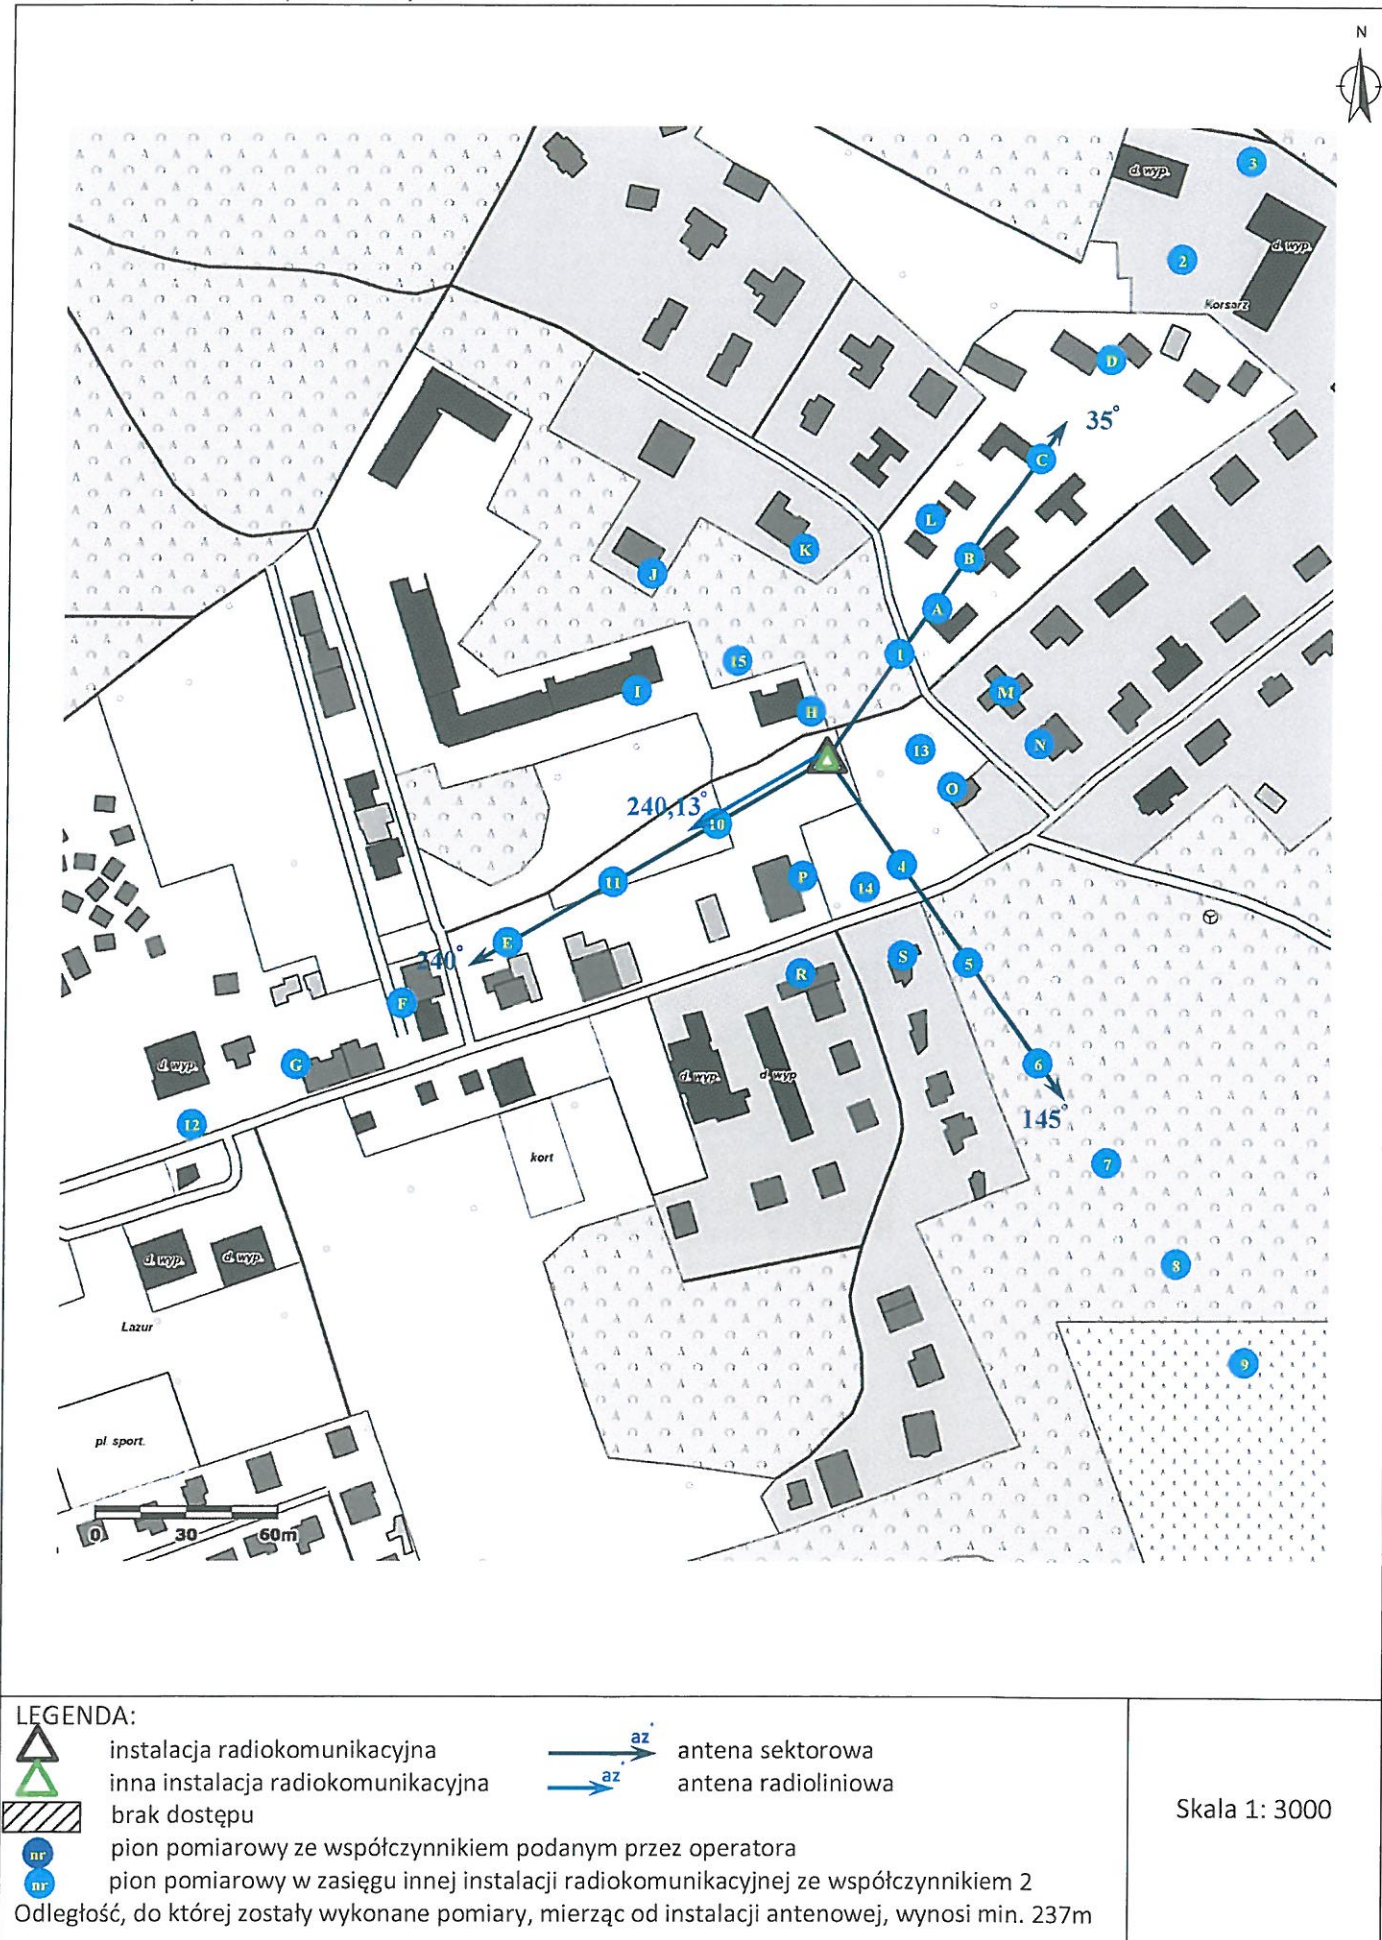 N
3
d. wyp.
d. wyp.
2
Korsarz
D
35°
C
L
B
K
J
A
1
15
I
M
H
N
13
O
240,13°
10
4
P
11
14
E
240°
S
5
R
F
6
G
d. wyp.
d. wyp.
d. wyp
145°
12
kort
7
d. wyp.
d. wyp.
8
Lazur
9
pl. sport.
0 30 60m
LEGENDA:
instalacja radiokomunikacyjna
az°
antena sektorowa
inna instalacja radiokomunikacyjna
az°
antena radioliniowa
brak dostępu
nr
pion pomiarowy ze współczynnikiem podanym przez operatora
nr
pion pomiarowy w zasięgu innej instalacji radiokomunikacyjnej ze współczynnikiem 2
Odległość, do której zostały wykonane pomiary, mierząc od instalacji antenowej, wynosi min. 237m
Skala 1: 3000